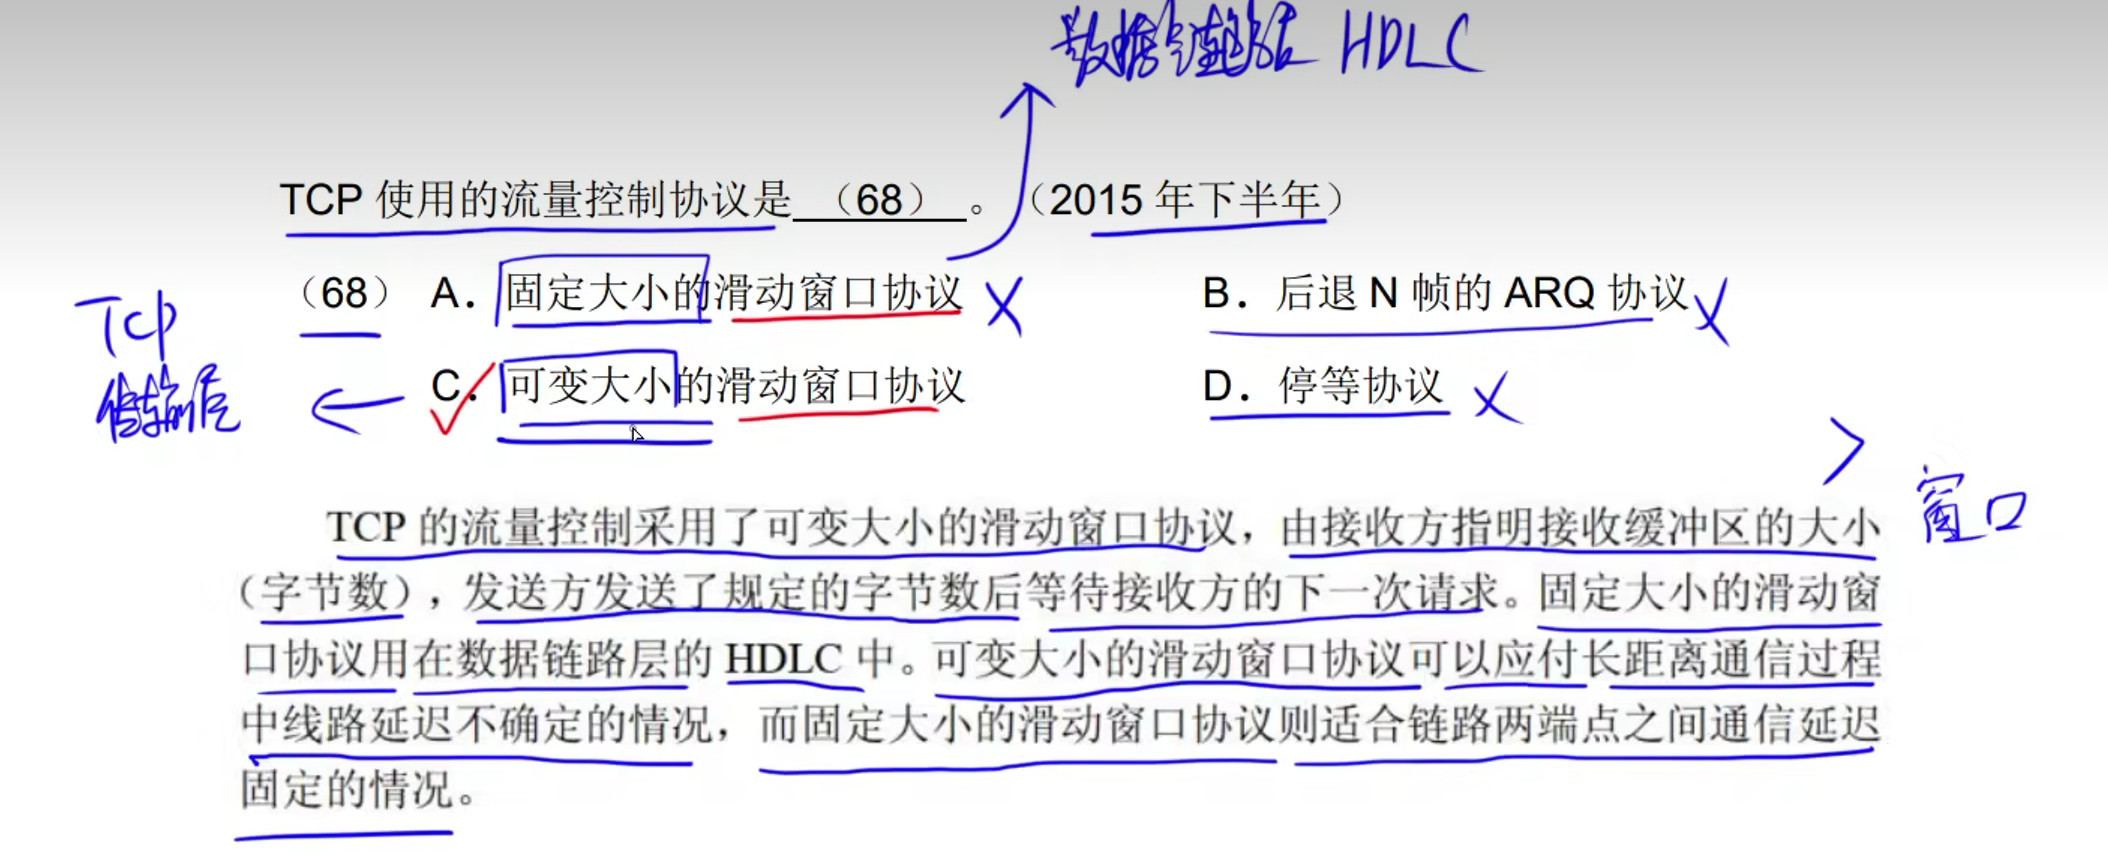 数据链路层 HDLC
TCP 使用的流量控制协议是 （68） 。（2015 年下半年）
（68） A．固定大小的滑动窗口协议 X B．后退 N 帧的 ARQ 协议 X
TCP
传输层 C．可变大小的滑动窗口协议 D．停等协议 X
窗口
TCP 的流量控制采用了可变大小的滑动窗口协议，由接收方指明接收缓冲区的大小
（字节数），发送方发送了规定的字节数后等待接收方的下一次请求。固定大小的滑动窗
口协议用在数据链路层的 HDLC 中。可变大小的滑动窗口协议可以应付长距离通信过程
中线路延迟不确定的情况，而固定大小的滑动窗口协议则适合链路两端点之间通信延迟
固定的情况。